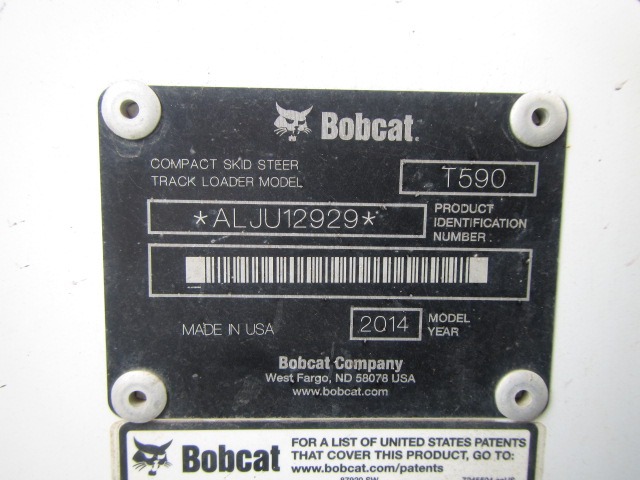 Bobcat.
COMPACT SKID STEER
TRACK LOADER MODEL
T590
*ALJU12929*
PRODUCT
IDENTIFICATION
NUMBER
MADE IN USA
2014
MODEL
YEAR
Bobcat Company
West Fargo, ND 58078 USA
www.bobcat.com
Bobcat
FOR A LIST OF UNITED STATES PATENTS
THAT COVER THIS PRODUCT, GO TO:
www.bobcat.com/patents